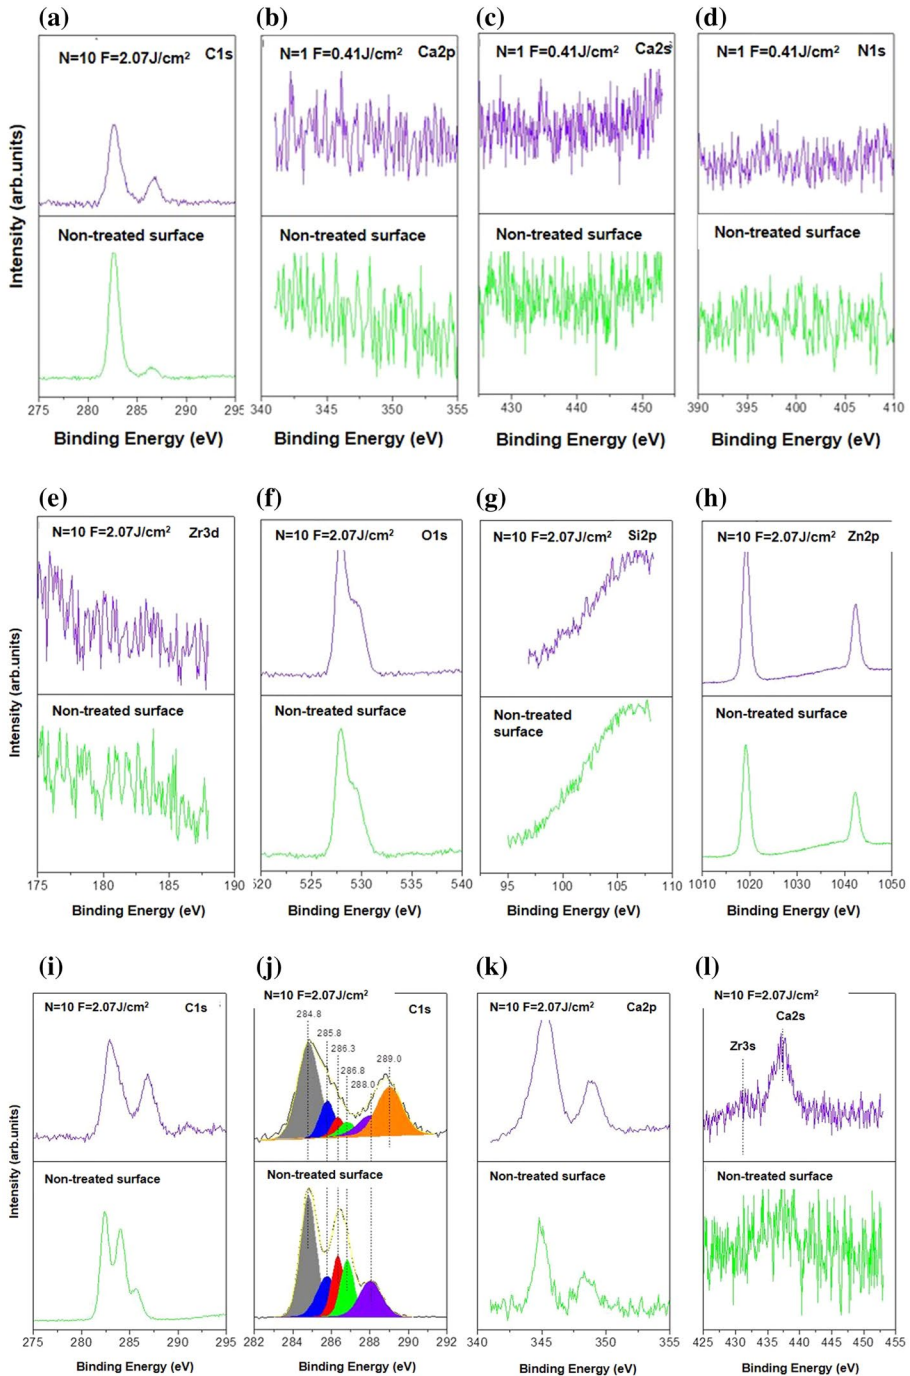 (a)
(b)
(c)
(d)
N=10 F=2.07J/cm² C1s
N=1 F=0.41J/cm² Ca2p
N=1 F=0.41J/cm² Ca2s
N=1 F=0.41J/cm² N1s
Intensity (arb.units)
Non-treated surface
Non-treated surface
Non-treated surface
Non-treated surface
275 280 285 290 295
340 345 350 355
430 440 450
390 395 400 405 410
Binding Energy (eV)
Binding Energy (eV)
Binding Energy (eV)
Binding Energy (eV)
(e)
(f)
(g)
(h)
N=10 F=2.07J/cm² Zr3d
N=10 F=2.07J/cm² O1s
N=10 F=2.07J/cm² Si2p
N=10 F=2.07J/cm² Zn2p
Intensity (arb.units)
Non-treated surface
Non-treated surface
Non-treated
surface
Non-treated surface
175 180 185 190
520 525 530 535 540
95 100 105 110
1010 1020 1030 1040 1050
Binding Energy (eV)
Binding Energy (eV)
Binding Energy (eV)
Binding Energy (eV)
(i)
(j)
(k)
(l)
N=10 F=2.07J/cm²
C1s
N=10 F=2.07J/cm²
C1s
284.8
285.8
286.3
286.8
288.0
289.0
N=10 F=2.07J/cm² Ca2p
N=10 F=2.07J/cm²
Ca2s
Zr3s
Intensity (arb.units)
Non-treated surface
Non-treated surface
Non-treated surface
Non-treated surface
275 280 285 290 295
282 284 286 288 290 292
340 345 350 355
425 430 435 440 445 450 455
Binding Energy (eV)
Binding Energy (eV)
Binding Energy (eV)
Binding Energy (eV)